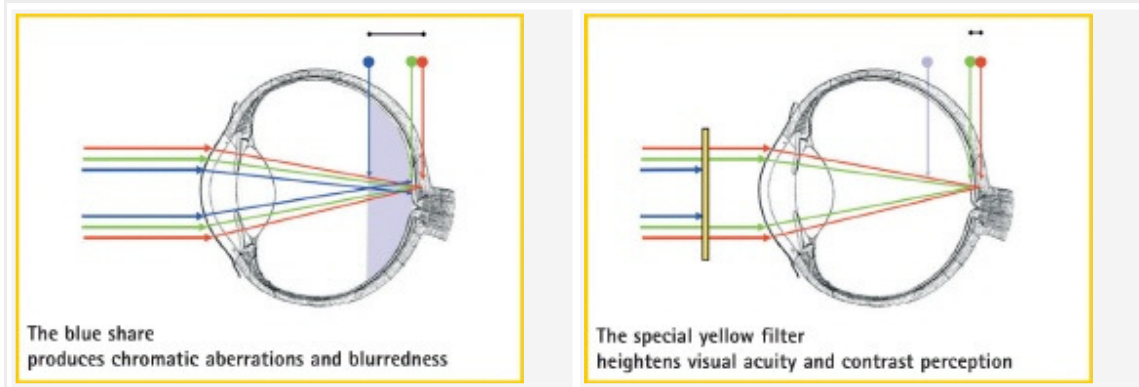 The blue share
produces chromatic aberrations and blurredness
The special yellow filter
heightens visual acuity and contrast perception